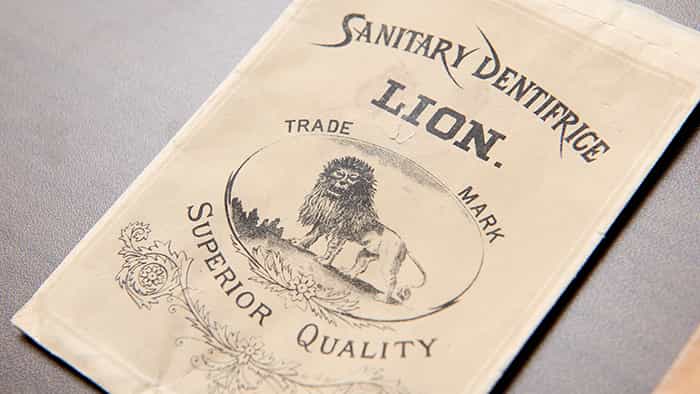 SANITARY DENTIFRICE
LION.
TRADE MARK
SUPERIOR QUALITY